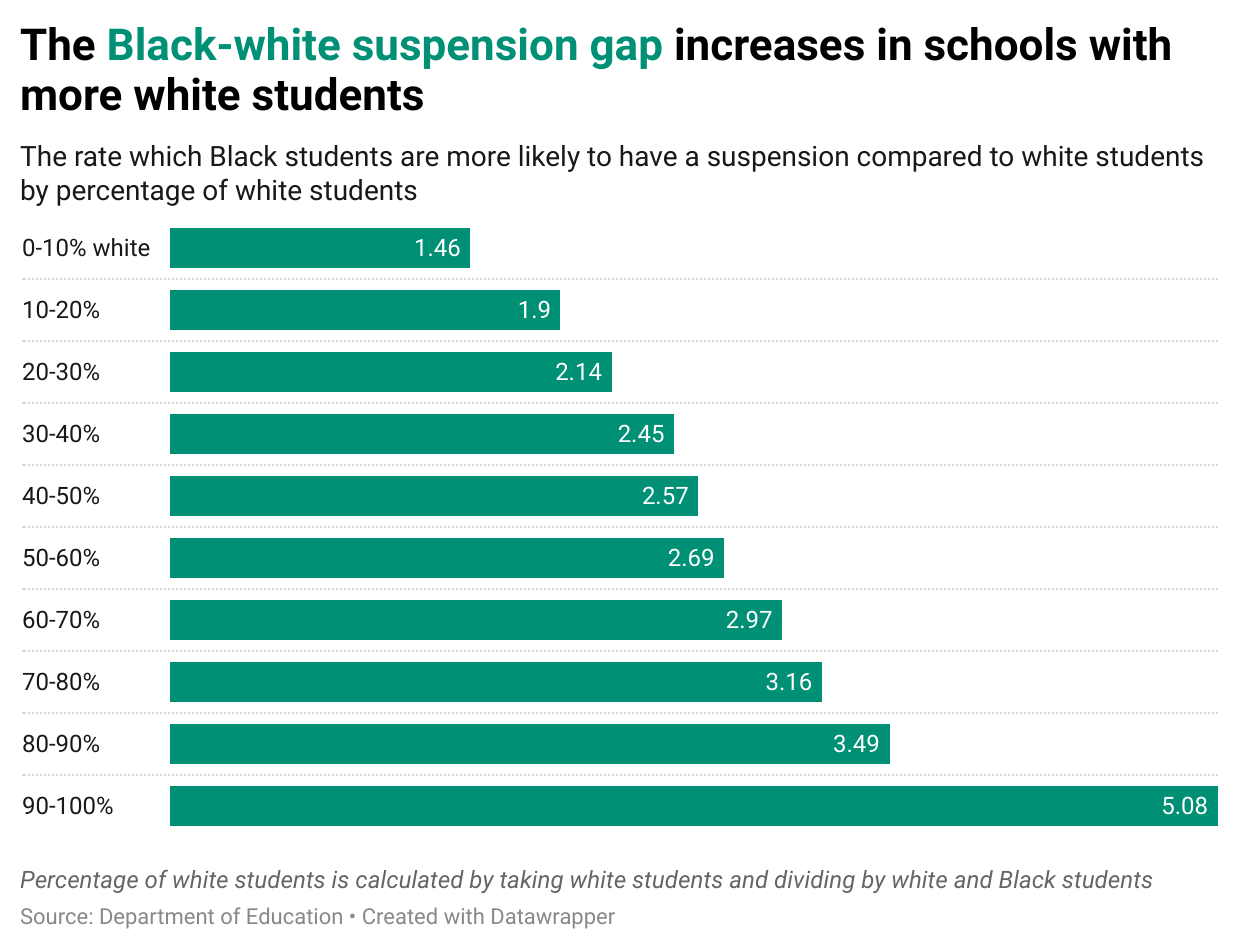 The Black-white suspension gap increases in schools with
more white students
The rate which Black students are more likely to have a suspension compared to white students
by percentage of white students
0-10% white 1.46
10-20% 1.9
20-30% 2.14
30-40% 2.45
40-50% 2.57
50-60% 2.69
60-70% 2.97
70-80% 3.16
80-90% 3.49
90-100% 5.08
Percentage of white students is calculated by taking white students and dividing by white and Black students
Source: Department of Education • Created with Datawrapper